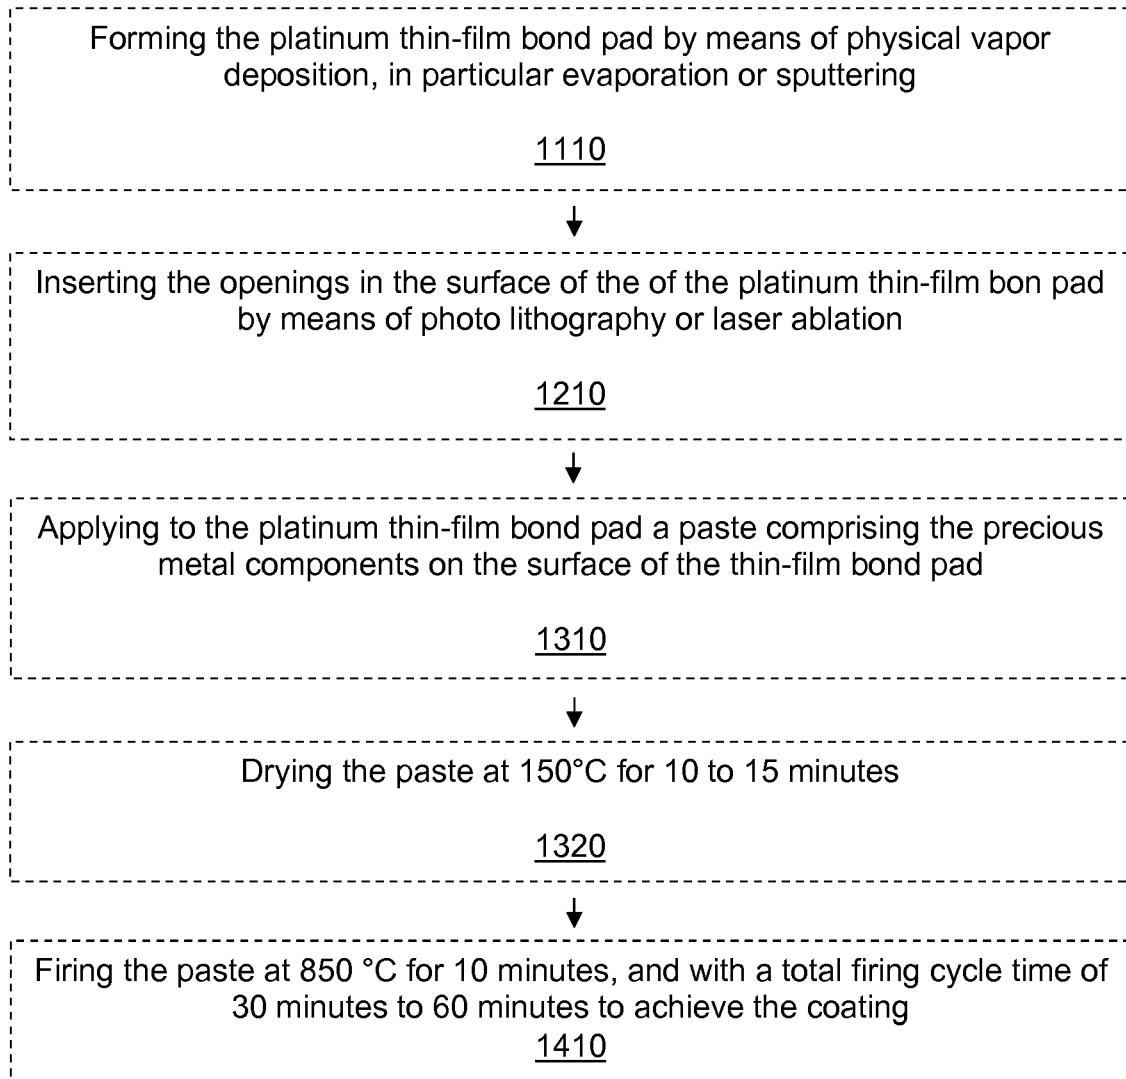 Forming the platinum thin-film bond pad by means of physical vapor
deposition, in particular evaporation or sputtering
1110
Inserting the openings in the surface of the of the platinum thin-film bon pad
by means of photo lithography or laser ablation
1210
Applying to the platinum thin-film bond pad a paste comprising the precious
metal components on the surface of the thin-film bond pad
1310
Drying the paste at 150°C for 10 to 15 minutes
1320
Firing the paste at 850 °C for 10 minutes, and with a total firing cycle time of
30 minutes to 60 minutes to achieve the coating
1410